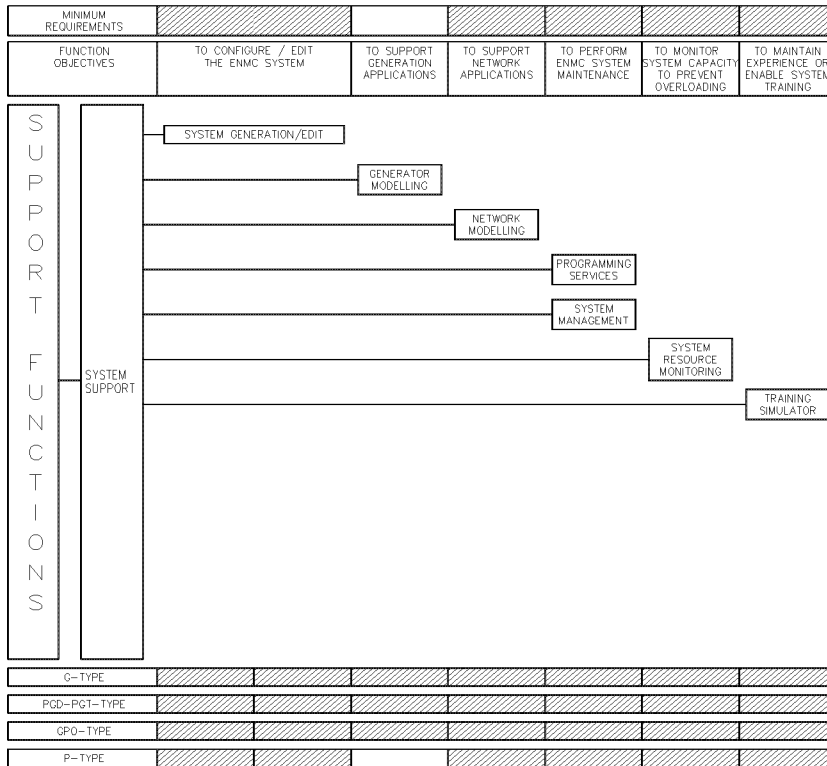 MINIMUM
REQUIREMENTS
FUNCTION
OBJECTIVES
TO CONFIGURE / EDIT
THE ENMC SYSTEM
TO SUPPORT
GENERATION
APPLICATIONS
TO SUPPORT
NETWORK
APPLICATIONS
TO PERFORM
ENMC SYSTEM
MAINTENANCE
TO MONITOR
SYSTEM CAPACITY
TO PREVENT
OVERLOADING
TO MAINTAIN
EXPERIENCE OR
ENABLE SYSTEM
TRAINING
SUPPORT FUNCTIONS
SYSTEM
SUPPORT
SYSTEM GENERATION/EDIT
GENERATOR
MODELLING
NETWORK
MODELLING
PROGRAMMING
SERVICES
SYSTEM
MANAGEMENT
SYSTEM
RESOURCE
MONITORING
TRAINING
SIMULATOR
G-TYPE
PGD-PGT-TYPE
GPO-TYPE
P-TYPE